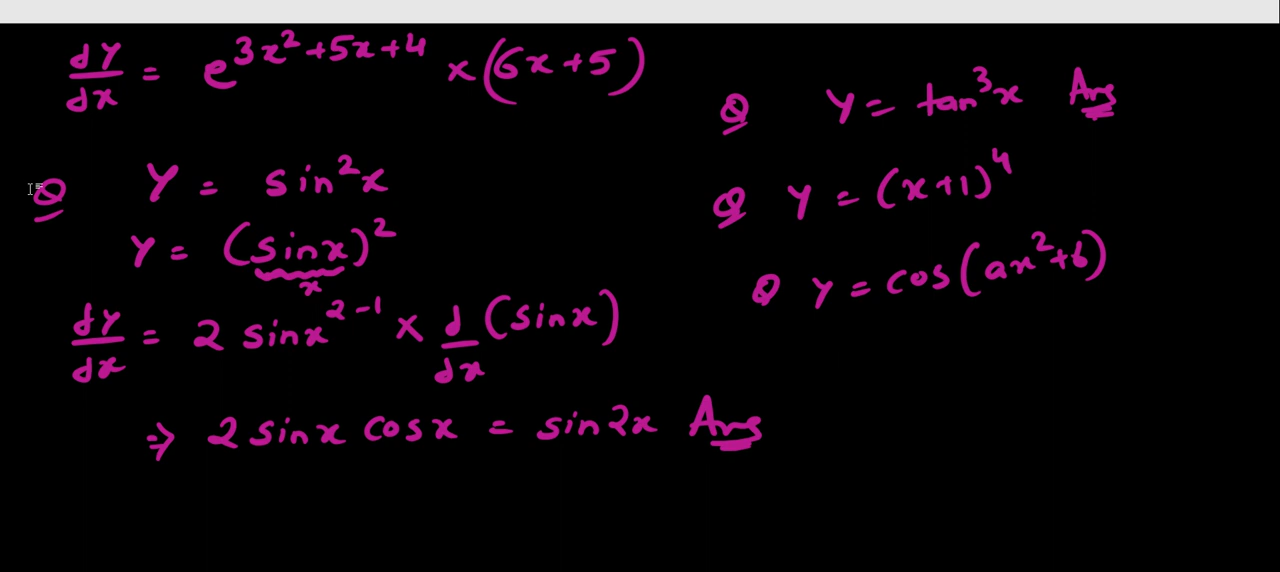 dy/dx = e^(3x²+5x+4) × (6x+5)
Q y = sin²x
y = (sinx)²
x
dy/dx = 2 sinx^(2-1) × d/dx (sinx)
⇒ 2 sinx cosx = sin2x Ans
Q y = tan³x Ans
Q y = (x+1)⁴
Q y = cos(ax²+b)